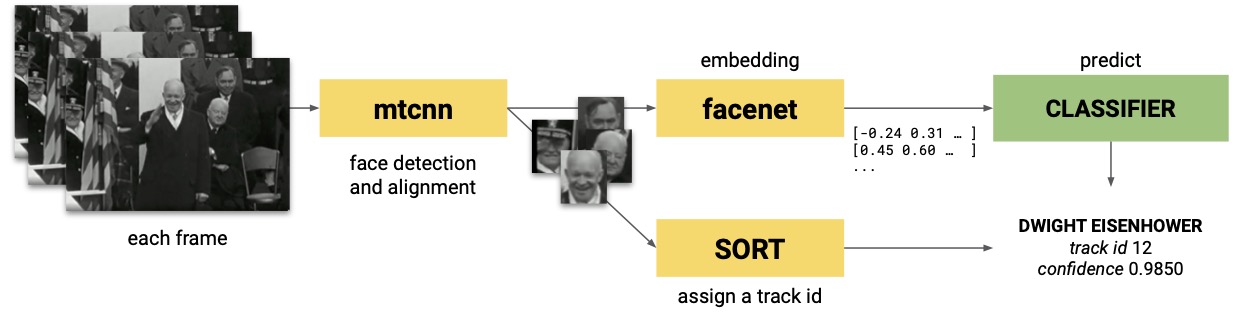 embedding
predict
mtcnn
facenet
CLASSIFIER
face detection
and alignment
[-0.24 0.31 … ]
[0.45 0.60 … ]
...
each frame
SORT
assign a track id
DWIGHT EISENHOWER
track id 12
confidence 0.9850